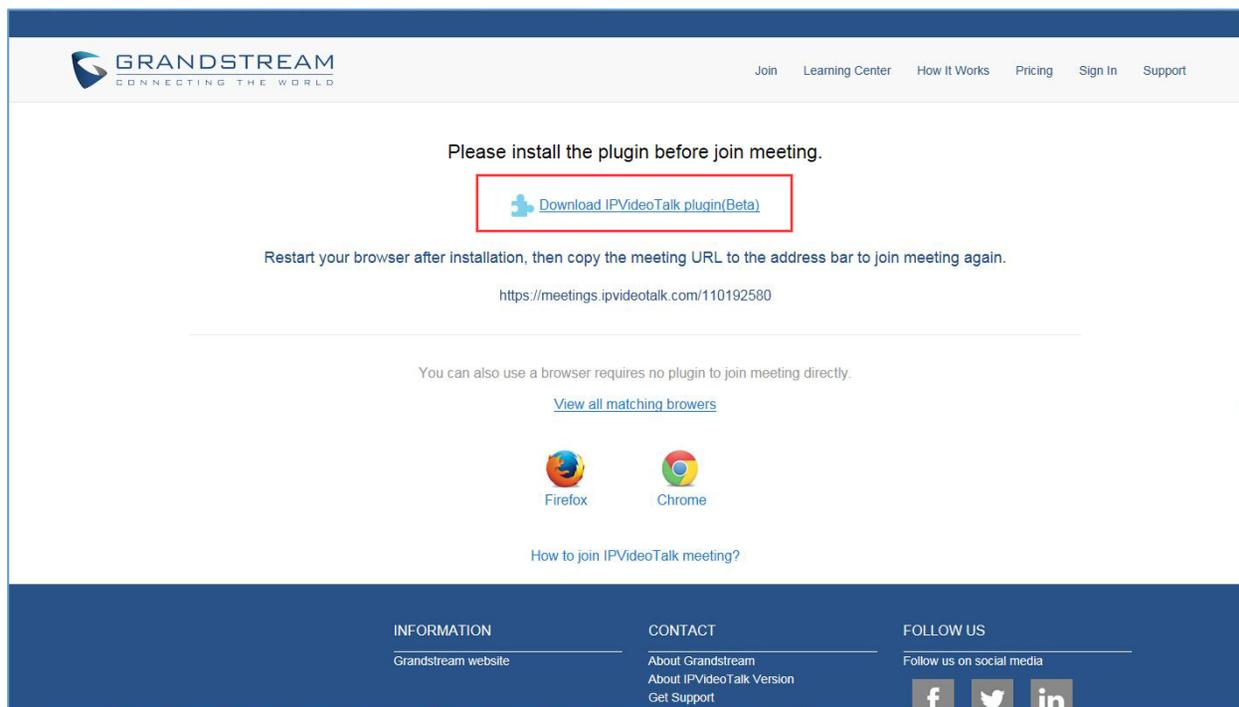 GRANDSTREAM
CONNECTING THE WORLD
Join Learning Center How It Works Pricing Sign In Support
Please install the plugin before join meeting.
Download IPVideoTalk plugin(Beta)
Restart your browser after installation, then copy the meeting URL to the address bar to join meeting again.
https://meetings.ipvideotalk.com/110192580
You can also use a browser requires no plugin to join meeting directly.
View all matching browers
Firefox Chrome
How to join IPVideoTalk meeting?
INFORMATION CONTACT FOLLOW US
Grandstream website About Grandstream Follow us on social media
About IPVideoTalk Version
Get Support
f in